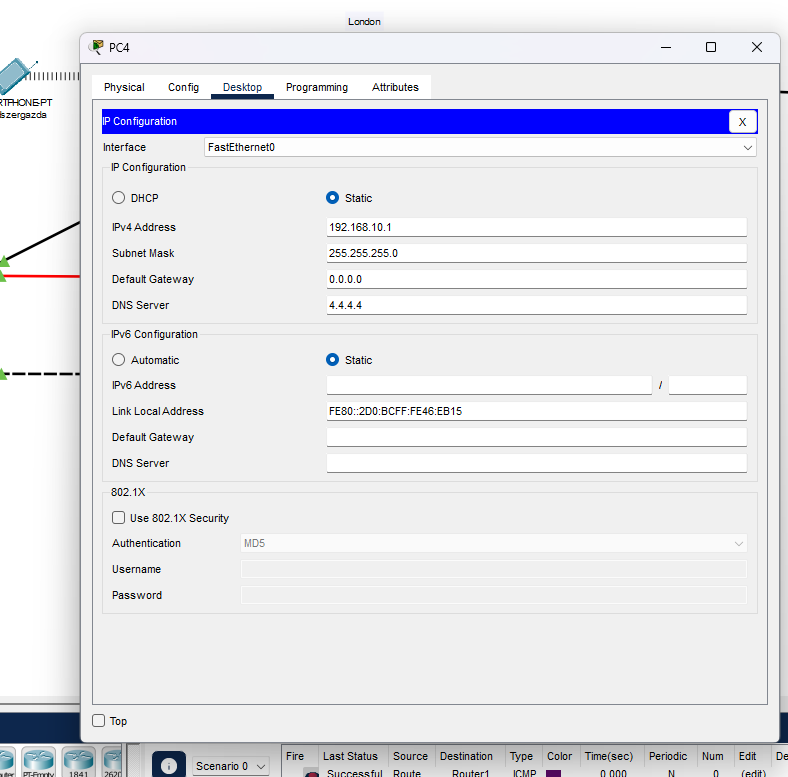 London
PC4
Physical Config Desktop Programming Attributes
RTPHONE-PT
szergazda
IP Configuration X
Interface FastEthernet0
IP Configuration
DHCP Static
IPv4 Address 192.168.10.1
Subnet Mask 255.255.255.0
Default Gateway 0.0.0.0
DNS Server 4.4.4.4
IPv6 Configuration
Automatic Static
IPv6 Address /
Link Local Address FE80::2D0:BCFF:FE46:EB15
Default Gateway
DNS Server
802.1X
Use 802.1X Security
Authentication MD5
Username
Password
Top
Fire Last Status Source Destination Type Color Time(sec) Periodic Num Edit De
Scenario 0
Successful Route Router1 ICMP 0.000 N 0 (edit)
uter PT-Empty 1841 2620